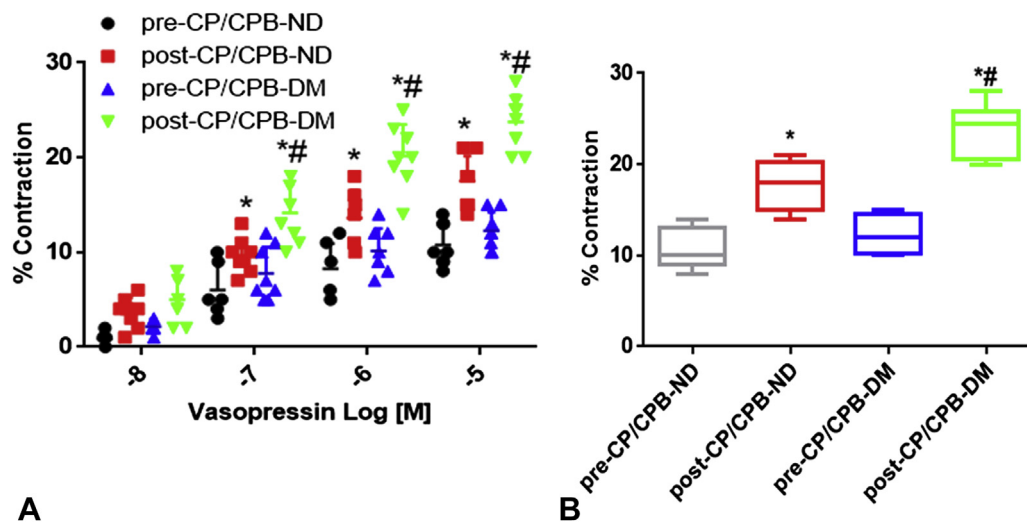 pre-CP/CPB-ND
post-CP/CPB-ND
pre-CP/CPB-DM
post-CP/CPB-DM
% Contraction
30
20
10
0
*
*#
*
*#
*
*#
-8
-7
-6
-5
Vasopressin Log [M]
A
% Contraction
30
20
10
0
*
*#
pre-CP/CPB-ND
post-CP/CPB-ND
pre-CP/CPB-DM
post-CP/CPB-DM
B